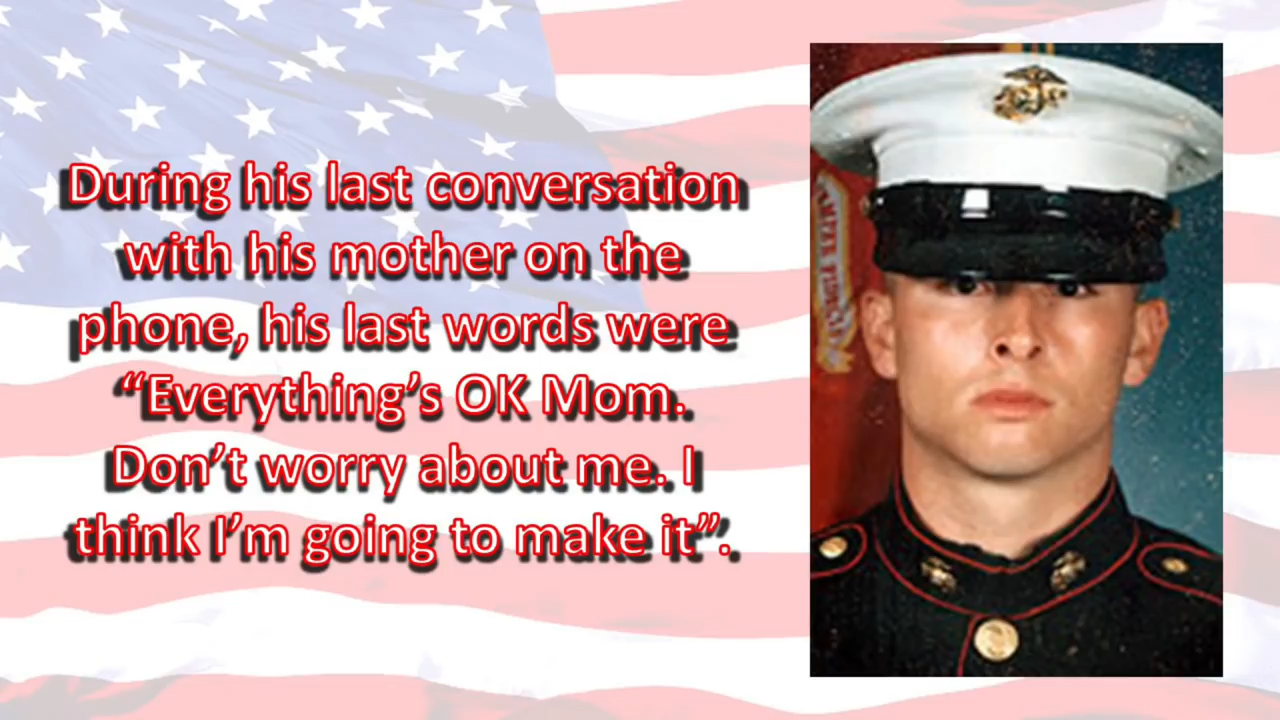 During his last conversation
with his mother on the
phone, his last words were
“Everything’s OK Mom.
Don’t worry about me. I
think I’m going to make it”.